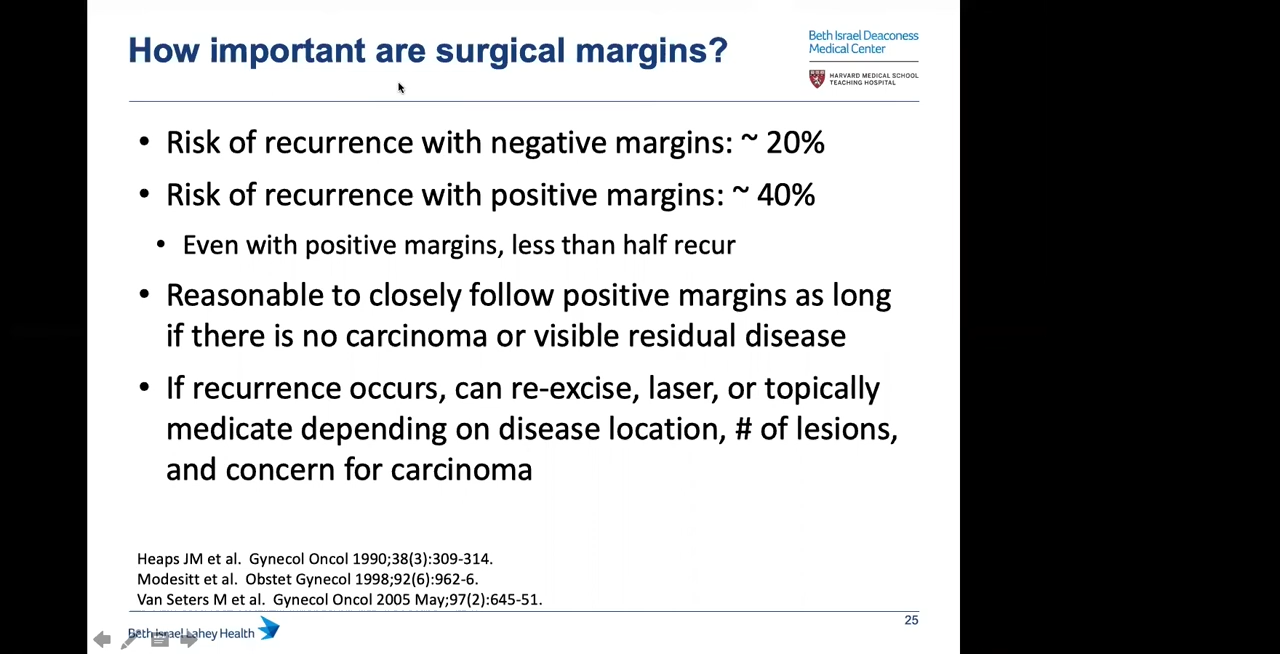 How important are surgical margins?
Beth Israel Deaconess
Medical Center
HARVARD MEDICAL SCHOOL
TEACHING HOSPITAL
• Risk of recurrence with negative margins: ~ 20%
• Risk of recurrence with positive margins: ~ 40%
• Even with positive margins, less than half recur
• Reasonable to closely follow positive margins as long
if there is no carcinoma or visible residual disease
• If recurrence occurs, can re-excise, laser, or topically
medicate depending on disease location, # of lesions,
and concern for carcinoma
Heaps JM et al. Gynecol Oncol 1990;38(3):309-314.
Modesitt et al. Obstet Gynecol 1998;92(6):962-6.
Van Seters M et al. Gynecol Oncol 2005 May;97(2):645-51.
25
Beth Israel Lahey Health